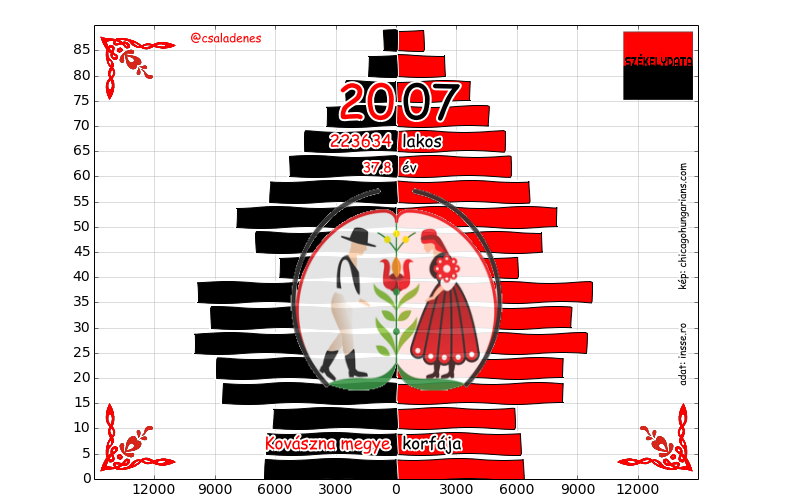 @csaladenes
SZÉKELYDATA
2007
223634 lakos
37.8 év
Kovászna megye korfája
kép: chicagohungarians.com
adat: insse.ro
85
80
75
70
65
60
55
50
45
40
35
30
25
20
15
10
5
0
12000 9000 6000 3000 0 3000 6000 9000 12000